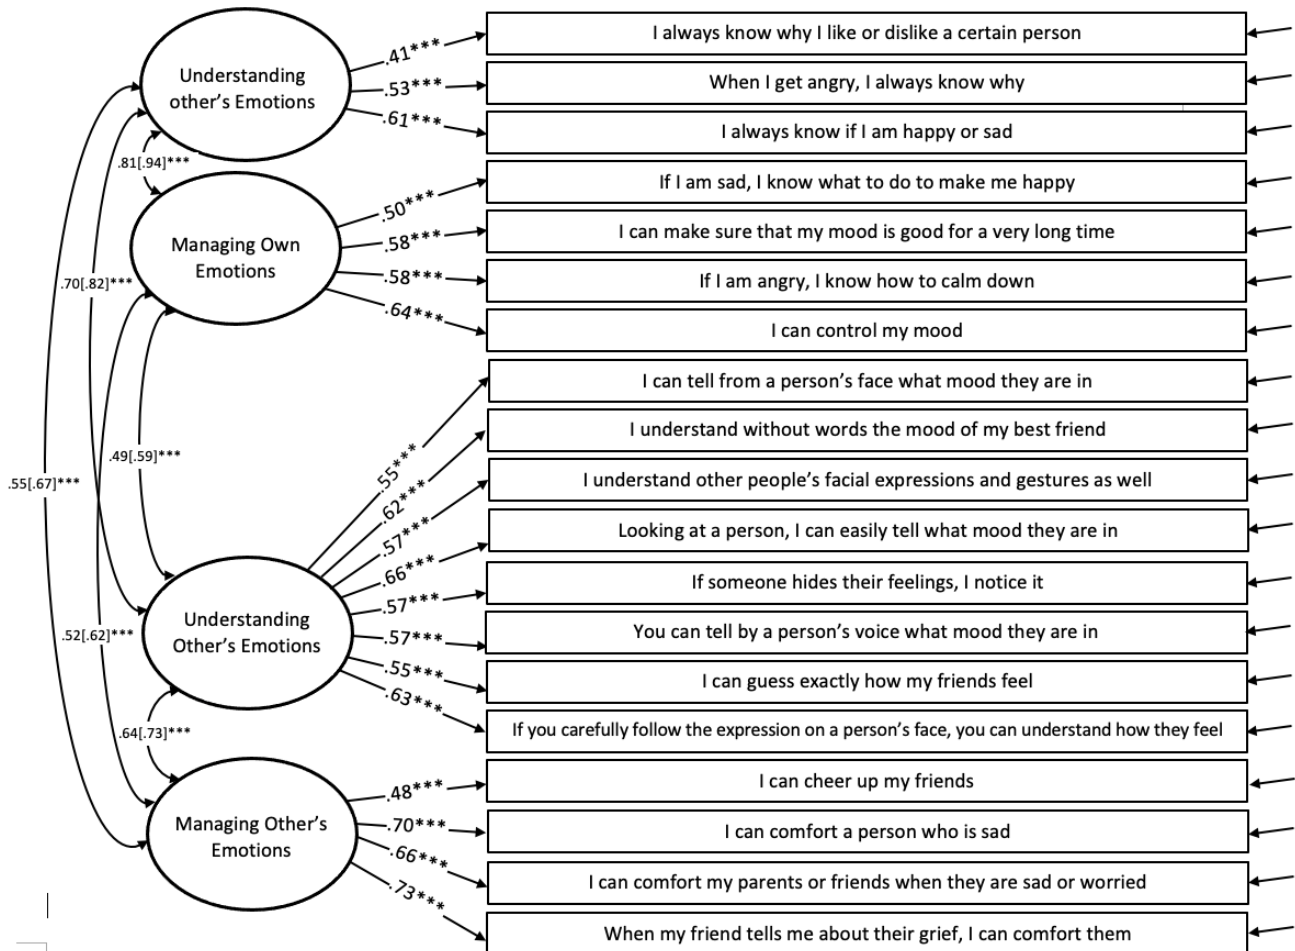 Understanding
other’s Emotions
.41***
I always know why I like or dislike a certain person
.53***
When I get angry, I always know why
.61***
I always know if I am happy or sad
.81[.94]***
Managing Own
Emotions
.50***
If I am sad, I know what to do to make me happy
.58***
I can make sure that my mood is good for a very long time
.58***
If I am angry, I know how to calm down
.64***
I can control my mood
.70[.82]***
.49[.59]***
.55[.67]***
.52[.62]***
Understanding
Other’s Emotions
.55***
I can tell from a person’s face what mood they are in
.62***
I understand without words the mood of my best friend
.57***
I understand other people’s facial expressions and gestures as well
.66***
Looking at a person, I can easily tell what mood they are in
.57***
If someone hides their feelings, I notice it
.57***
You can tell by a person’s voice what mood they are in
.55***
I can guess exactly how my friends feel
.63***
If you carefully follow the expression on a person’s face, you can understand how they feel
.64[.73]***
Managing Other’s
Emotions
.48***
I can cheer up my friends
.70***
I can comfort a person who is sad
.66***
I can comfort my parents or friends when they are sad or worried
.73***
When my friend tells me about their grief, I can comfort them